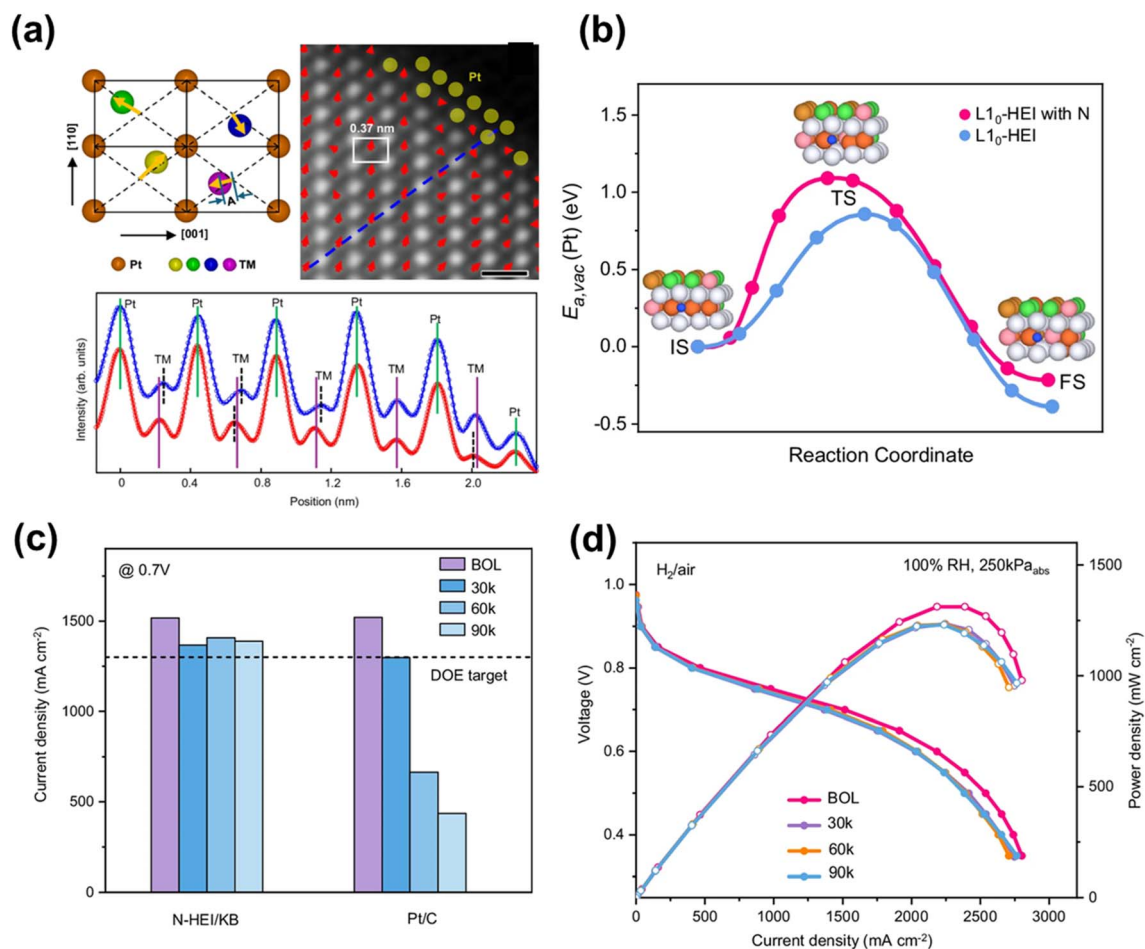 (a)
[110]
[001]
A
Pt
TM
Pt
0.37 nm
Pt
Pt
Pt
Pt
Pt
Pt
TM
TM
TM
TM
TM
Intensity (arb. units)
0
0.4
0.8
1.2
1.6
2.0
Position (nm)
(b)
L1₀-HEI with N
L1₀-HEI
TS
IS
FS
Eₐ,ᵥₐ𝒸 (Pt) (eV)
1.5
1.0
0.5
0.0
-0.5
Reaction Coordinate
(c)
@ 0.7V
BOL
30k
60k
90k
DOE target
Current density (mA cm⁻²)
1500
1000
500
0
N-HEI/KB
Pt/C
(d)
H₂/air
100% RH, 250kPaabs
BOL
30k
60k
90k
Voltage (V)
1.0
0.8
0.6
0.4
Power density (mW cm⁻²)
1500
1000
500
0
0
500
1000
1500
2000
2500
3000
Current density (mA cm⁻²)